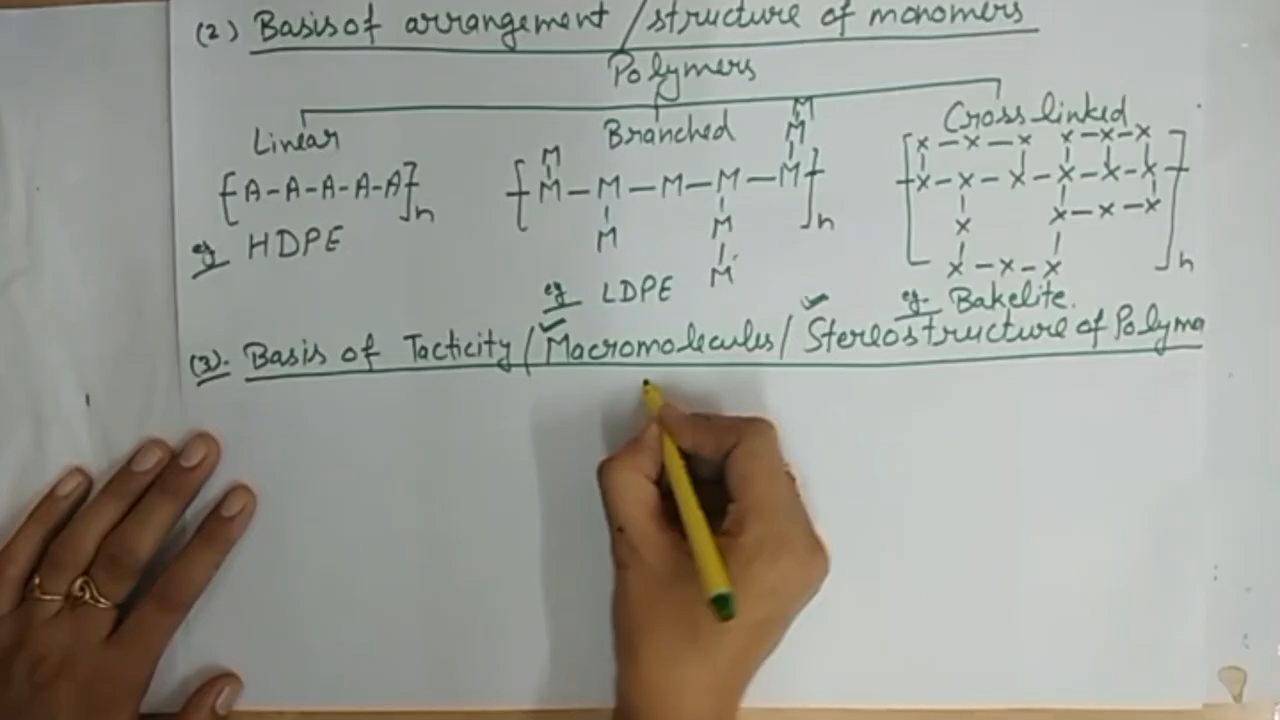 (2) Basis of arrangement / structure of monomers
Polymers
Linear Branched Cross linked
[A-A-A-A-A]n
eg HDPE
M M M
M-M-M-M-M
M M
M
n
eg LDPE
x-x-x x-x-x
x-x-x-x-x-x
x x-x-x
x-x-x
n
eg. Bakelite.
(3). Basis of Tacticity / Macromolecules / Stereostructure of Polyme